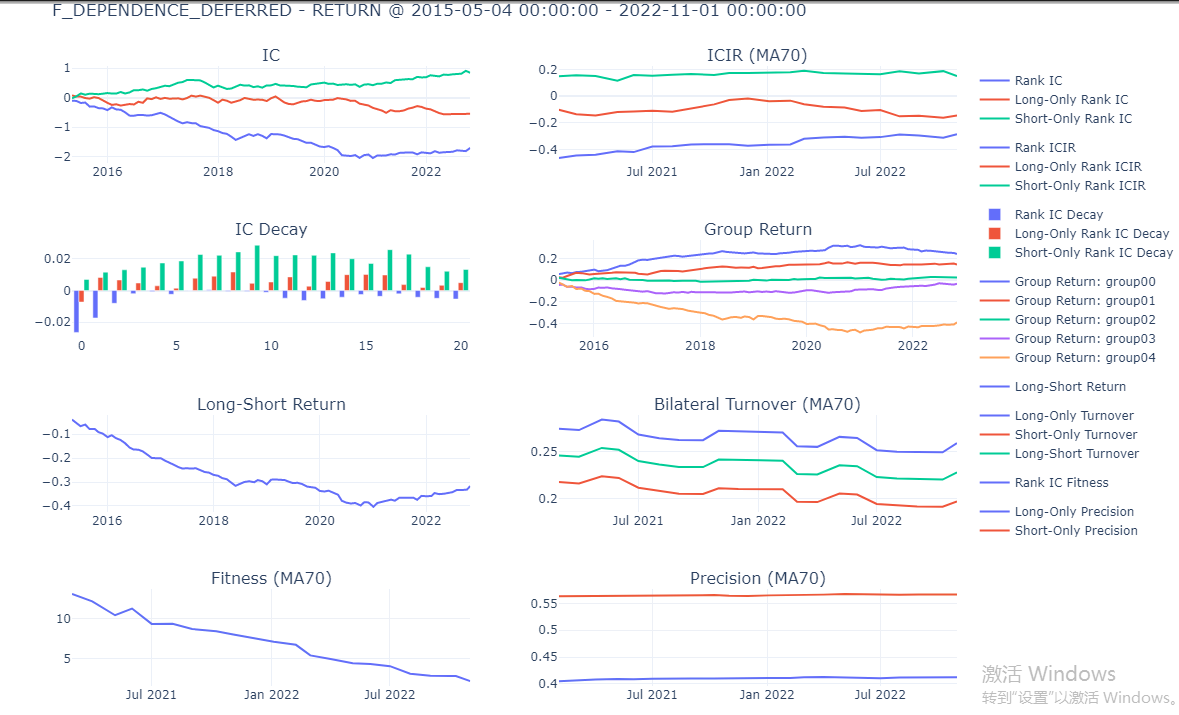 F_DEPENDENCE_DEFERRED - RETURN @ 2015-05-04 00:00:00 - 2022-11-01 00:00:00
IC
1
0
−1
−2
2016
2018
2020
2022
ICIR (MA70)
0.2
0
−0.2
−0.4
Jul 2021
Jan 2022
Jul 2022
IC Decay
0.02
0
−0.02
0
5
10
15
20
Group Return
0.2
0
−0.2
−0.4
2016
2018
2020
2022
Long-Short Return
−0.1
−0.2
−0.3
−0.4
2016
2018
2020
2022
Bilateral Turnover (MA70)
0.25
0.2
Jul 2021
Jan 2022
Jul 2022
Fitness (MA70)
10
5
Jul 2021
Jan 2022
Jul 2022
Precision (MA70)
0.55
0.5
0.45
0.4
Jul 2021
Jan 2022
Jul 2022
Rank IC
Long-Only Rank IC
Short-Only Rank IC
Rank ICIR
Long-Only Rank ICIR
Short-Only Rank ICIR
Rank IC Decay
Long-Only Rank IC Decay
Short-Only Rank IC Decay
Group Return: group00
Group Return: group01
Group Return: group02
Group Return: group03
Group Return: group04
Long-Short Return
Long-Only Turnover
Short-Only Turnover
Long-Short Turnover
Rank IC Fitness
Long-Only Precision
Short-Only Precision
激活 Windows
转到“设置”以激活 Windows。